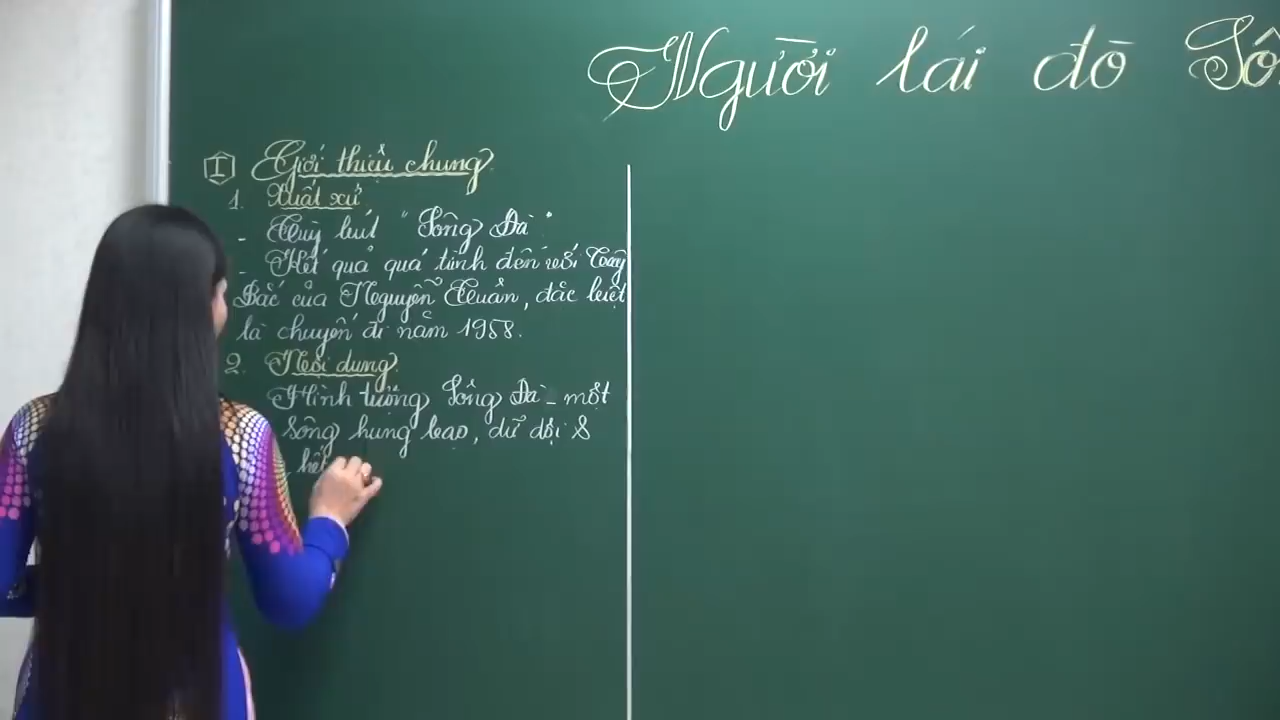 Người lái đò Sô
I Giới thiệu chung
1. Xuất xứ
- Tuỳ bút "Sông Đà"
- Kết quả quá trình đến với Tây
Bắc của Nguyễn Tuân, đặc biệt
là chuyến đi năm 1958.
2. Nội dung
Hình tượng Sông Đà - một
sông hung bạo, dữ dội &
hết